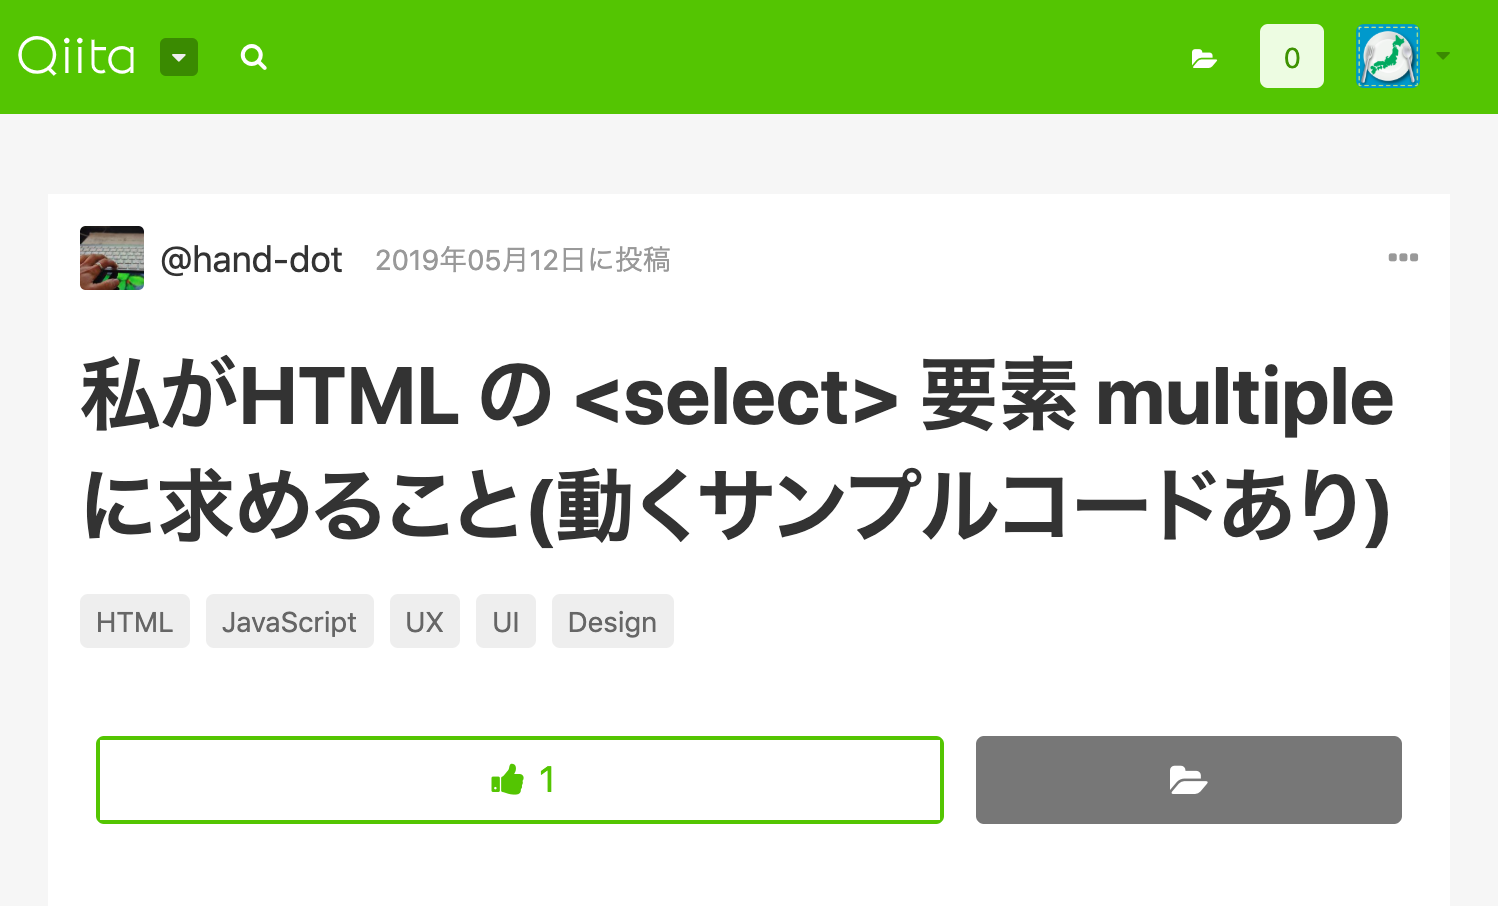 Qiita
0
@hand-dot 2019年05月12日に投稿
私がHTML の <select> 要素 multiple
に求めること(動くサンプルコードあり)
HTML JavaScript UX UI Design
1